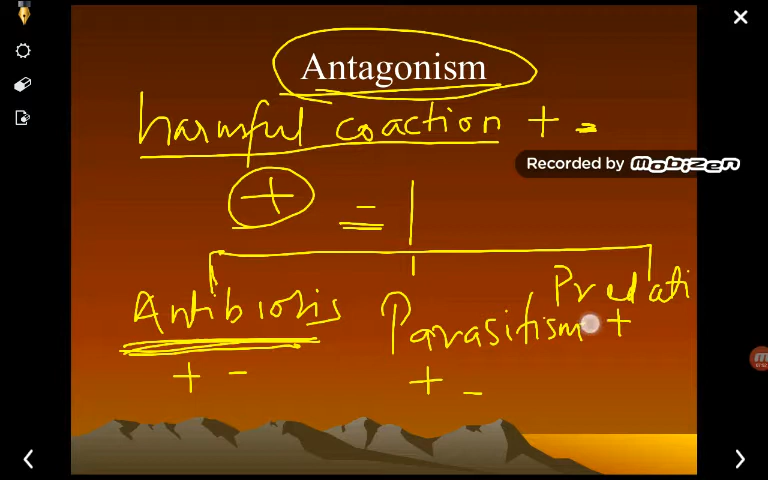 Antagonism
harmful coaction + -
Recorded by mobizen
+ = |
Antibiosis Parasitism Predati
+ - + - +